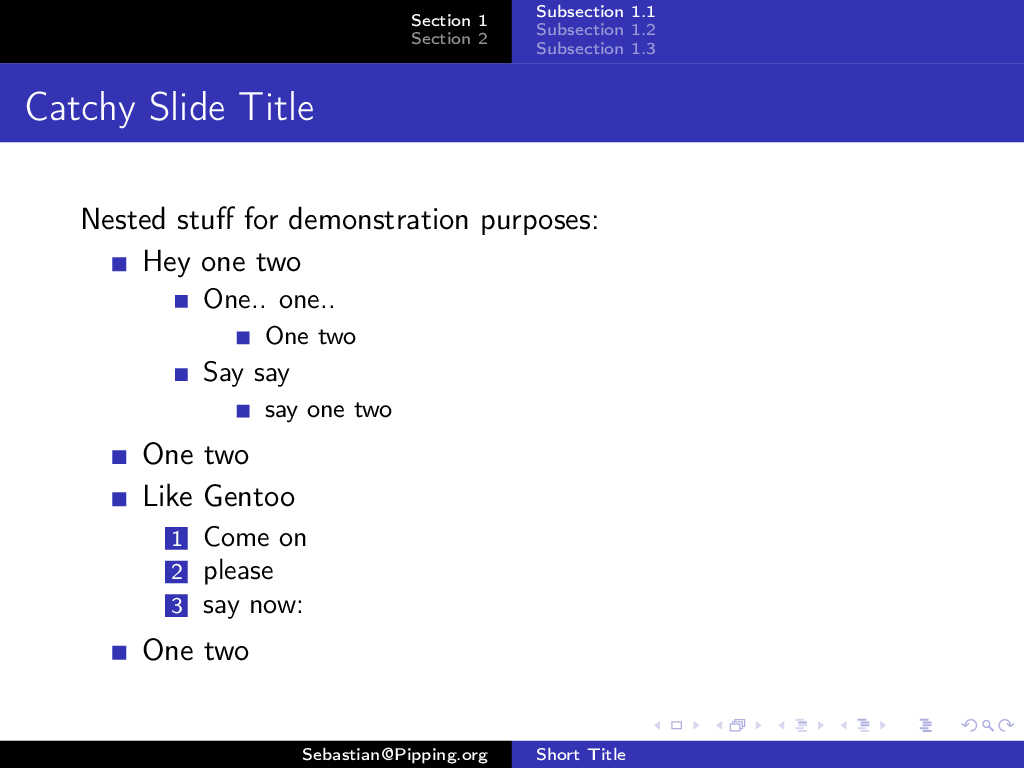 Section 1
Section 2
Subsection 1.1
Subsection 1.2
Subsection 1.3
Catchy Slide Title
Nested stuff for demonstration purposes:
Hey one two
One.. one..
One two
Say say
say one two
One two
Like Gentoo
1 Come on
2 please
3 say now:
One two
Sebastian@Pipping.org
Short Title